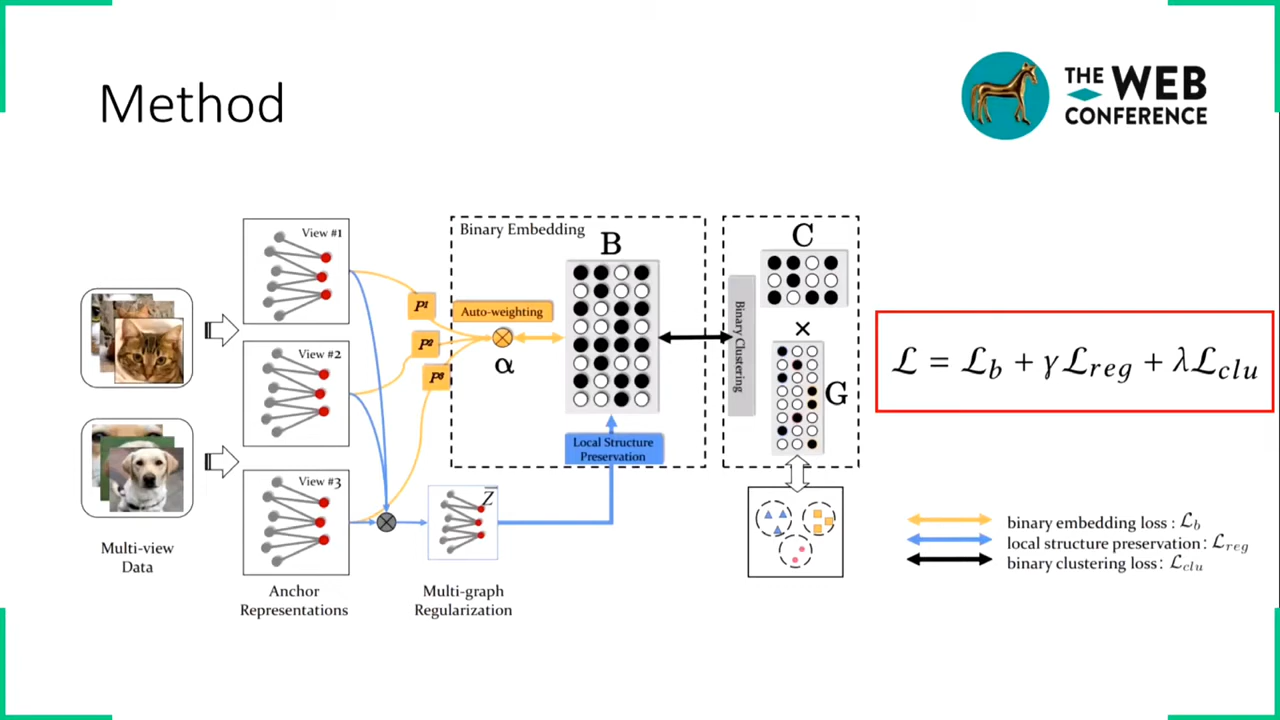 Method
THE WEB
CONFERENCE
View #1
View #2
View #3
Multi-view
Data
Anchor
Representations
P¹
P²
P³
Auto-weighting
α
Binary Embedding
B
Local Structure
Preservation
Z̅
Multi-graph
Regularization
Binary Clustering
C
×
G
ℒ = ℒ_b + γℒ_reg + λℒ_clu
binary embedding loss : ℒ_b
local structure preservation : ℒ_reg
binary clustering loss: ℒ_clu